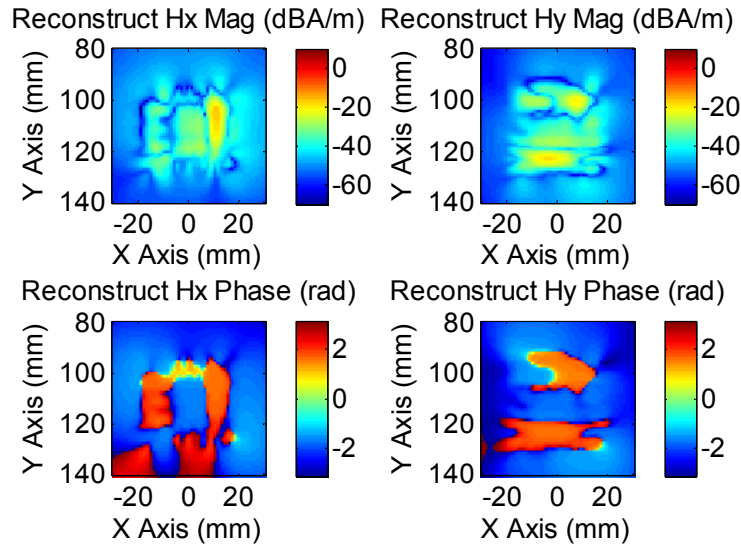 Reconstruct Hx Mag (dBA/m)
80
100
120
140
Y Axis (mm)
-20 0 20
X Axis (mm)
0
-20
-40
-60
Reconstruct Hy Mag (dBA/m)
80
100
120
140
Y Axis (mm)
-20 0 20
X Axis (mm)
0
-20
-40
-60
Reconstruct Hx Phase (rad)
80
100
120
140
Y Axis (mm)
-20 0 20
X Axis (mm)
2
0
-2
Reconstruct Hy Phase (rad)
80
100
120
140
Y Axis (mm)
-20 0 20
X Axis (mm)
2
0
-2